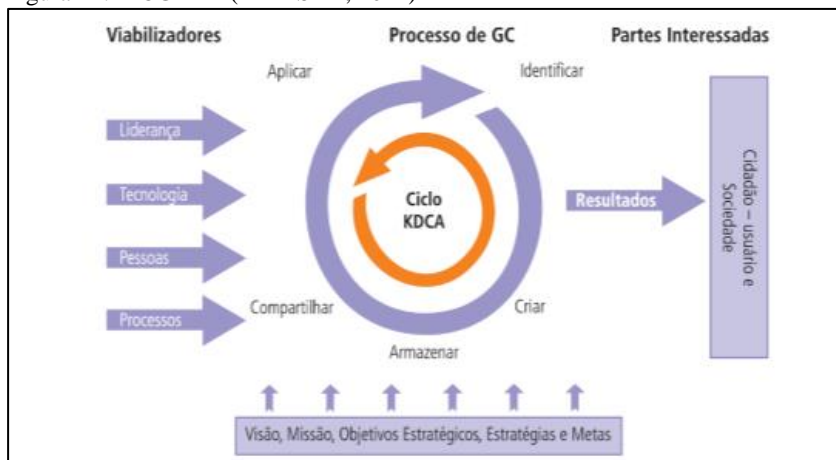 Viabilizadores
Processo de GC
Partes Interessadas
Aplicar
Identificar
Liderança
Tecnologia
Pessoas
Processos
Ciclo
KDCA
Resultados
Cidadão – usuário e
Sociedade
Compartilhar
Criar
Armazenar
Visão, Missão, Objetivos Estratégicos, Estratégias e Metas